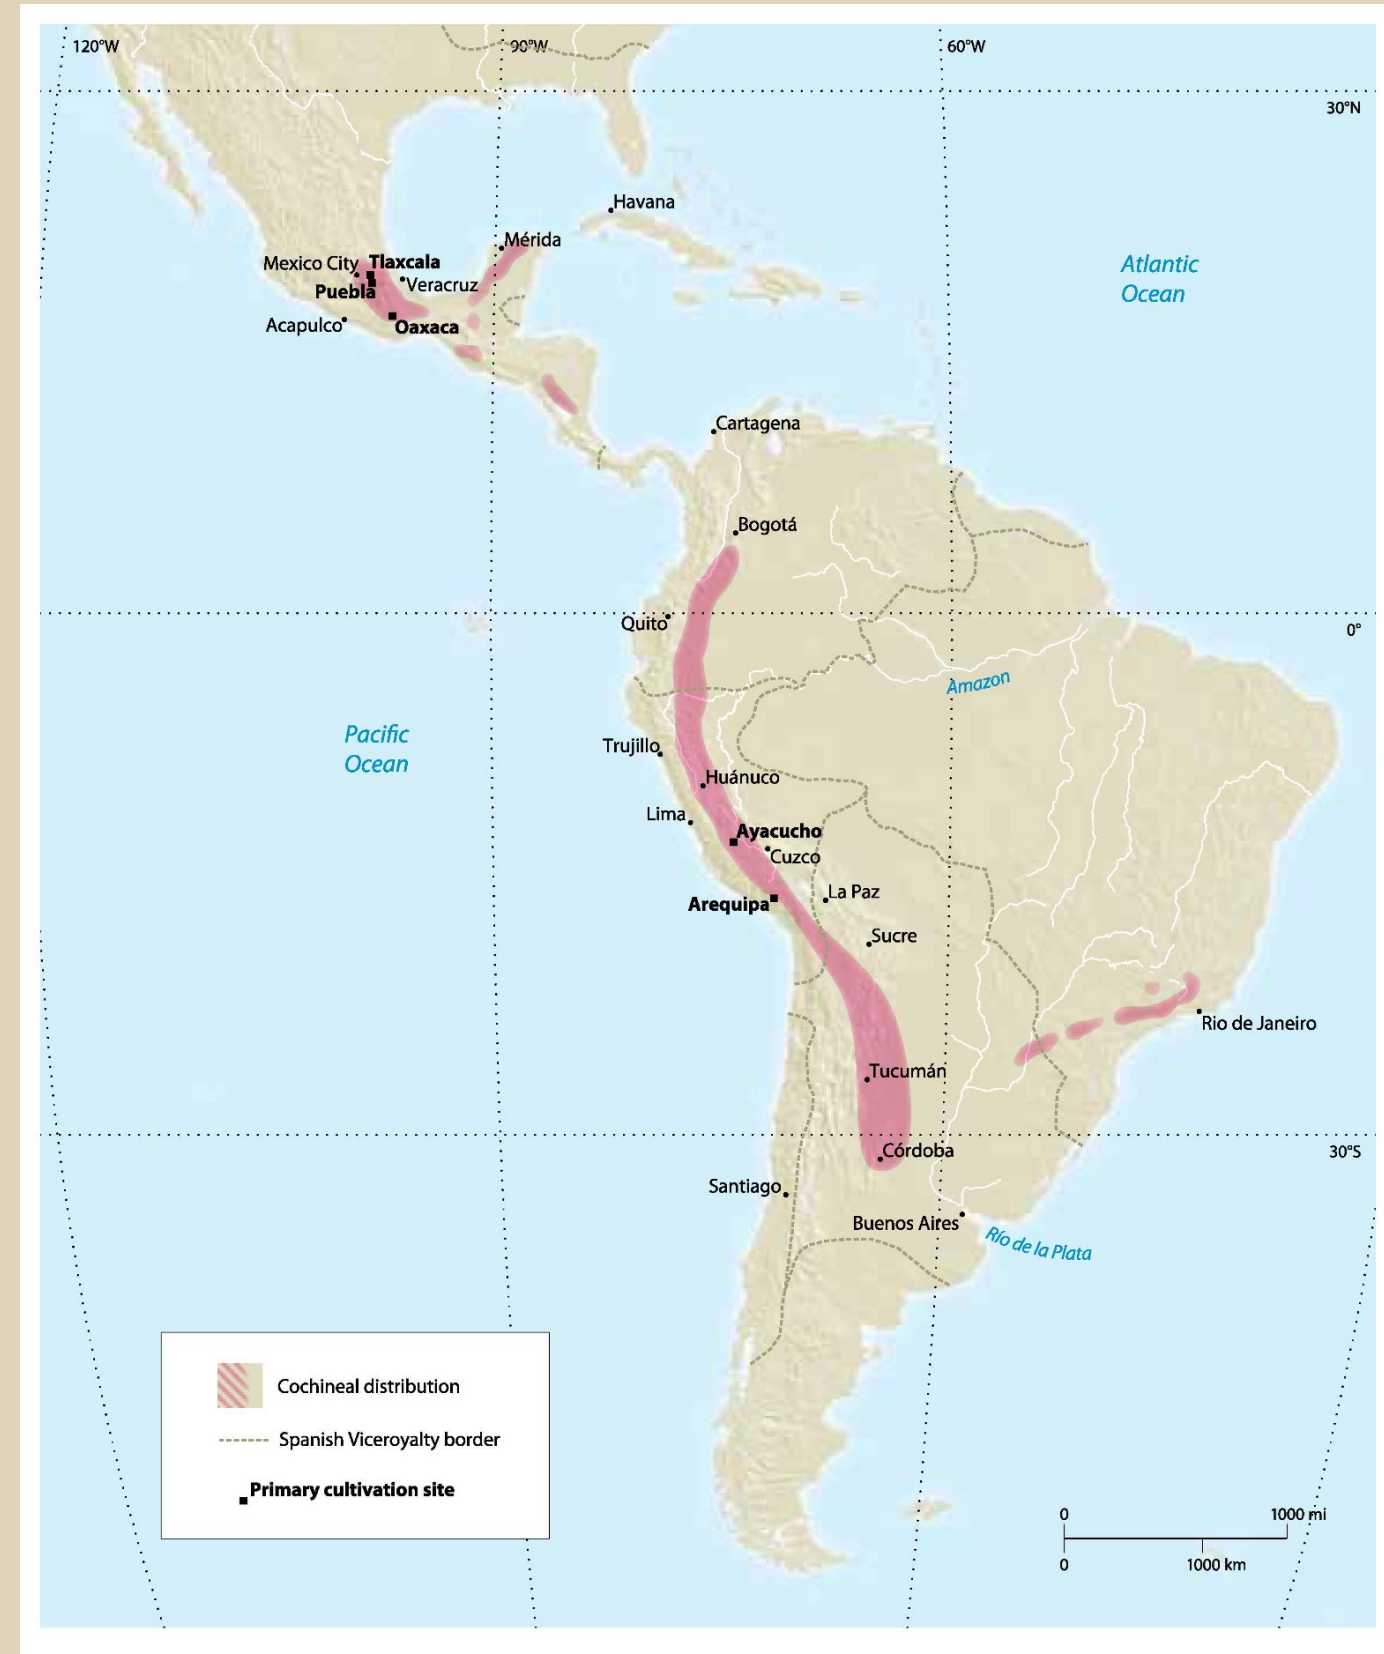 120°W
90°W
60°W
30°N
Havana
Mérida
Mexico City
Tlaxcala
Veracruz
Puebla
Acapulco
Oaxaca
Atlantic
Ocean
Cartagena
Bogotá
Quito
0°
Amazon
Pacific
Ocean
Trujillo
Huánuco
Lima
Ayacucho
Cuzco
La Paz
Arequipa
Sucre
Rio de Janeiro
Tucumán
Córdoba
30°S
Santiago
Buenos Aires
Río de la Plata
Cochineal distribution
Spanish Viceroyalty border
Primary cultivation site
0
1000 mi
0
1000 km